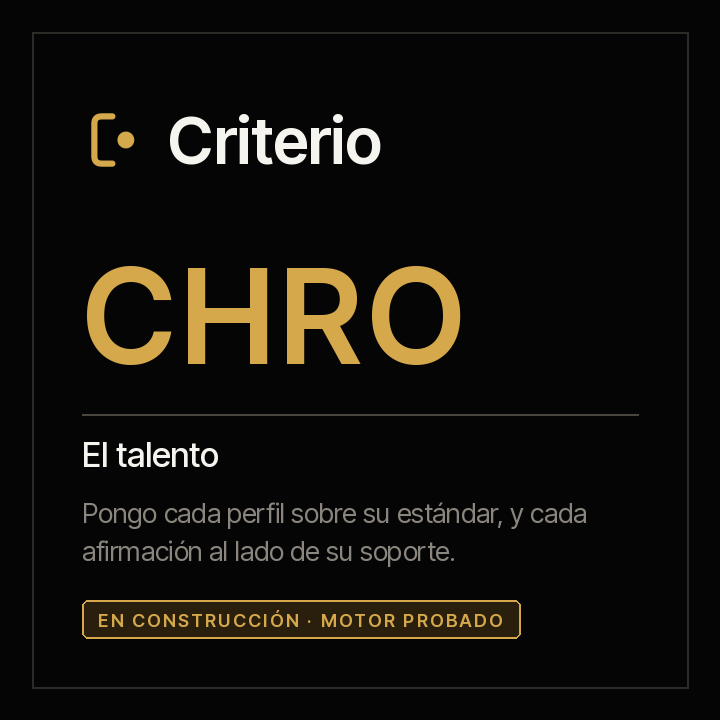 Criterio
CHRO
El talento
Pongo cada perfil sobre su estándar, y cada
afirmación al lado de su soporte.
EN CONSTRUCCIÓN · MOTOR PROBADO